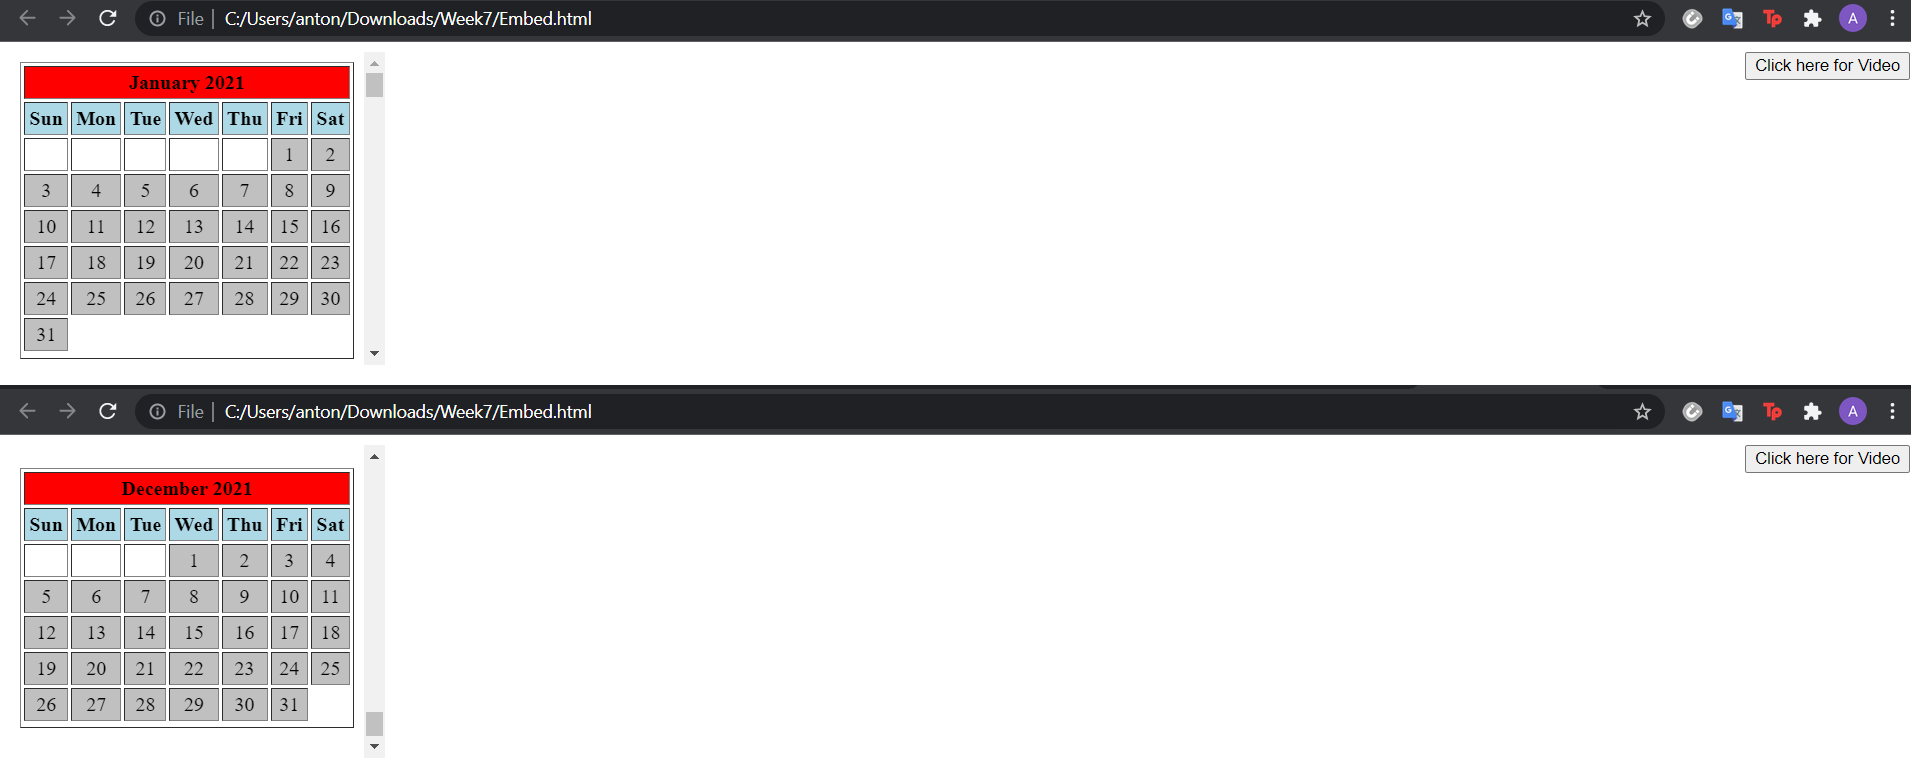 File | C:/Users/anton/Downloads/Week7/Embed.html
A
January 2021
Sun Mon Tue Wed Thu Fri Sat
1 2
3 4 5 6 7 8 9
10 11 12 13 14 15 16
17 18 19 20 21 22 23
24 25 26 27 28 29 30
31
Click here for Video
File | C:/Users/anton/Downloads/Week7/Embed.html
A
December 2021
Sun Mon Tue Wed Thu Fri Sat
1 2 3 4
5 6 7 8 9 10 11
12 13 14 15 16 17 18
19 20 21 22 23 24 25
26 27 28 29 30 31
Click here for Video